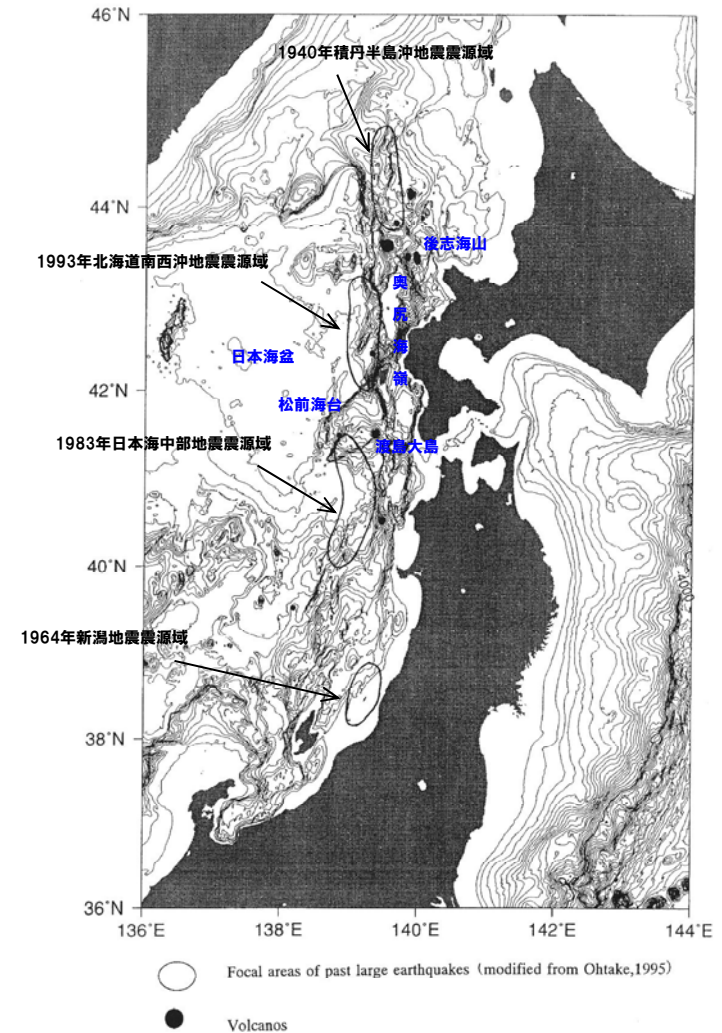 46°N
1940年積丹半島沖地震震源域
44°N
後志海山
1993年北海道南西沖地震震源域
奥尻海嶺
日本海盆
42°N
松前海台
1983年日本海中部地震震源域
渡島大島
40°N
4000
1964年新潟地震震源域
38°N
36°N
136°E
138°E
140°E
142°E
144°E
Focal areas of past large earthquakes (modified from Ohtake,1995)
Volcanos